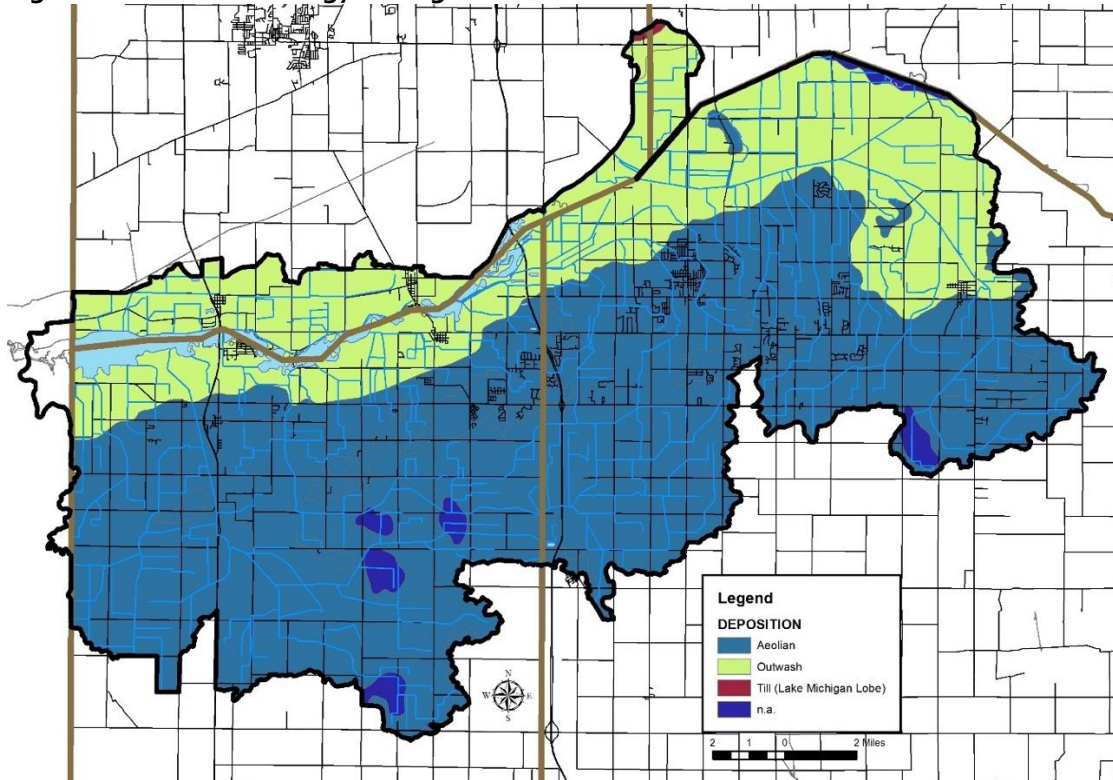 N
W E
S
Legend
DEPOSITION
Aeolian
Outwash
Till (Lake Michigan Lobe)
n.a.
2 1 0 2 Miles